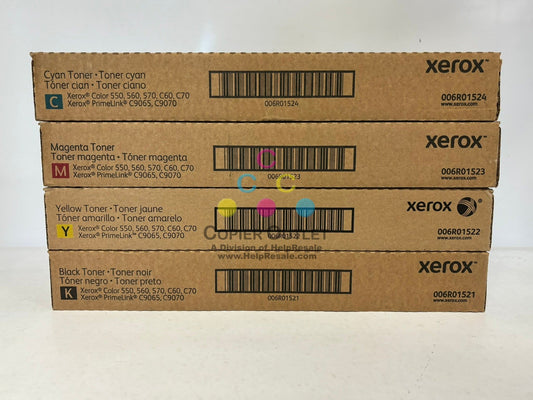 Cyan Toner • Toner cyan
Toner cian • Toner ciano
C
Xerox® Color 550, 560, 570, C60, C70
Xerox® PrimeLink® C9065, C9070
006R01524
xerox™
006R01524
www.xerox.com
Magenta Toner
Toner magenta • Tóner magenta
M
Xerox® Color 550, 560, 570, C60, C70
Xerox® PrimeLink® C9065, C9070
006R01523
xerox™
006R01523
www.xerox.com
C
C
C
Yellow Toner • Toner jaune
Tóner amarillo • Toner amarelo
Y
Xerox® Color 550, 560, 570, C60, C70
Xerox® PrimeLink® C9065, C9070
006R01522
xerox
006R01522
www.xerox.com
Copier Outlet
A Division of HelpResale.com
www.HelpResale.com
Black Toner • Toner noir
Tóner negro • Toner preto
K
Xerox® Color 550, 560, 570, C60, C70
Xerox® PrimeLink® C9065, C9070
006R01521
xerox™
006R01521
www.xerox.com